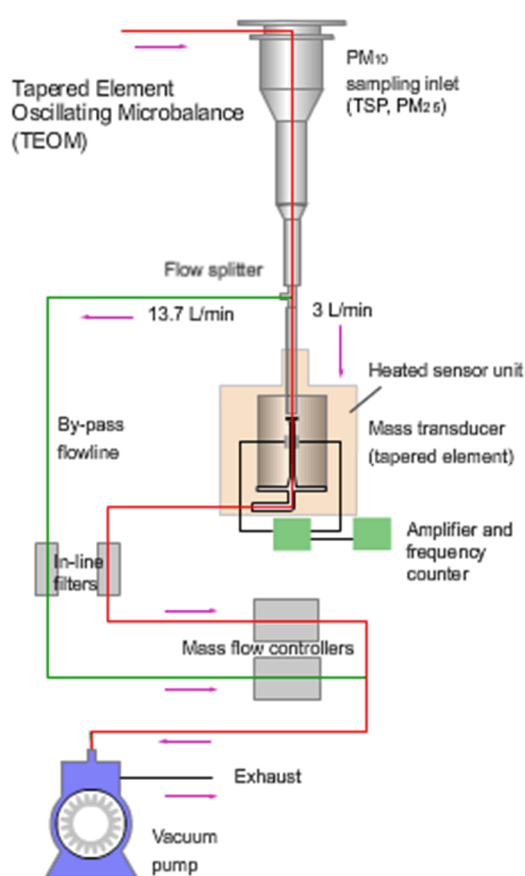 PM10
sampling inlet
(TSP, PM2.5)
Tapered Element
Oscillating Microbalance
(TEOM)
Flow splitter
13.7 L/min
3 L/min
Heated sensor unit
By-pass
flowline
Mass transducer
(tapered element)
Amplifier and
frequency
counter
In-line
filters
Mass flow controllers
Exhaust
Vacuum
pump